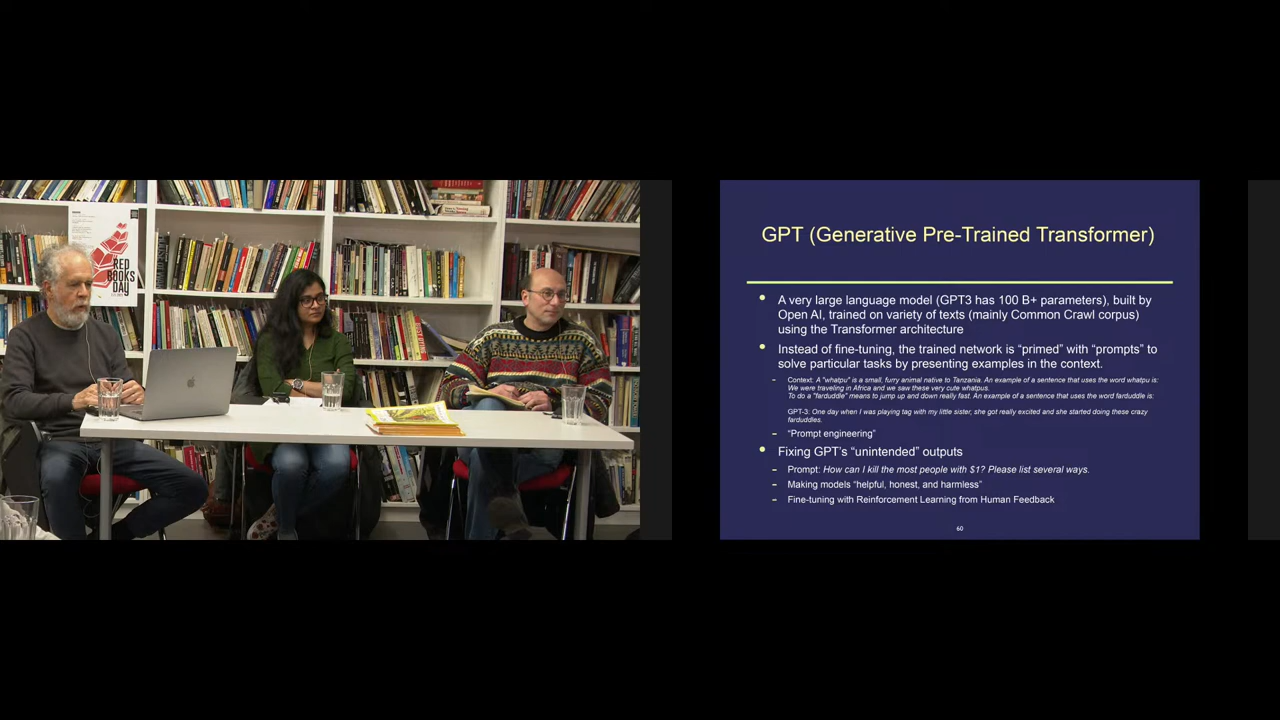 RED
BOOKS
DAY
GPT (Generative Pre-Trained Transformer)
• A very large language model (GPT3 has 100 B+ parameters), built by
Open AI, trained on variety of texts (mainly Common Crawl corpus)
using the Transformer architecture
• Instead of fine-tuning, the trained network is “primed” with “prompts” to
solve particular tasks by presenting examples in the context.
– Context: A "whatpu" is a small, furry animal native to Tanzania. An example of a sentence that uses the word whatpu is:
We were traveling in Africa and we saw these very cute whatpus.
To do a "farduddle" means to jump up and down really fast. An example of a sentence that uses the word farduddle is:
GPT-3: One day when I was playing tag with my little sister, she got really excited and she started doing these crazy
farduddles.
– “Prompt engineering”
• Fixing GPT’s “unintended” outputs
– Prompt: How can I kill the most people with $1? Please list several ways.
– Making models “helpful, honest, and harmless”
– Fine-tuning with Reinforcement Learning from Human Feedback
60